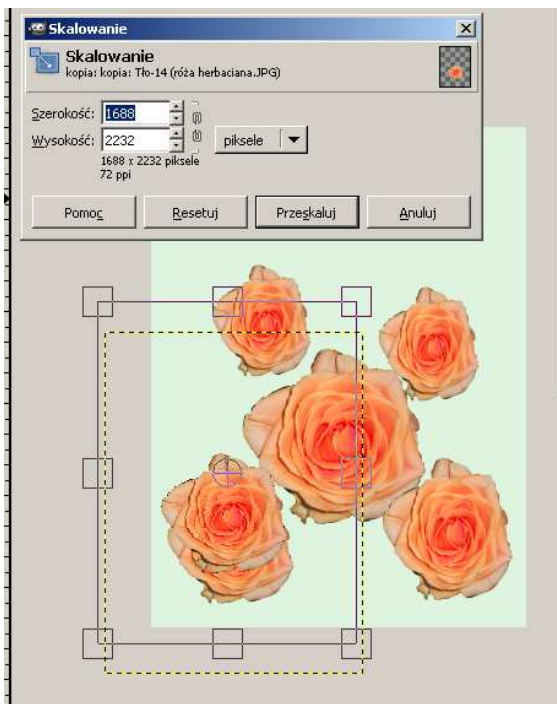 Skalowanie
Skalowanie
kopia: kopia: Tło-14 (róża herbaciana.JPG)
Szerokość: 1688
Wysokość: 2232 piksele
1688 x 2232 piksele
72 ppi
Pomoc Resetuj Przeskaluj Anuluj